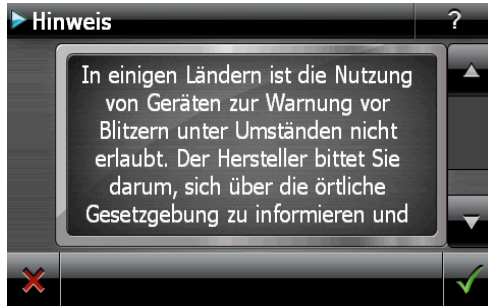 Hinweis ?
In einigen Ländern ist die Nutzung
von Geräten zur Warnung vor
Blitzern unter Umständen nicht
erlaubt. Der Hersteller bittet Sie
darum, sich über die örtliche
Gesetzgebung zu informieren und